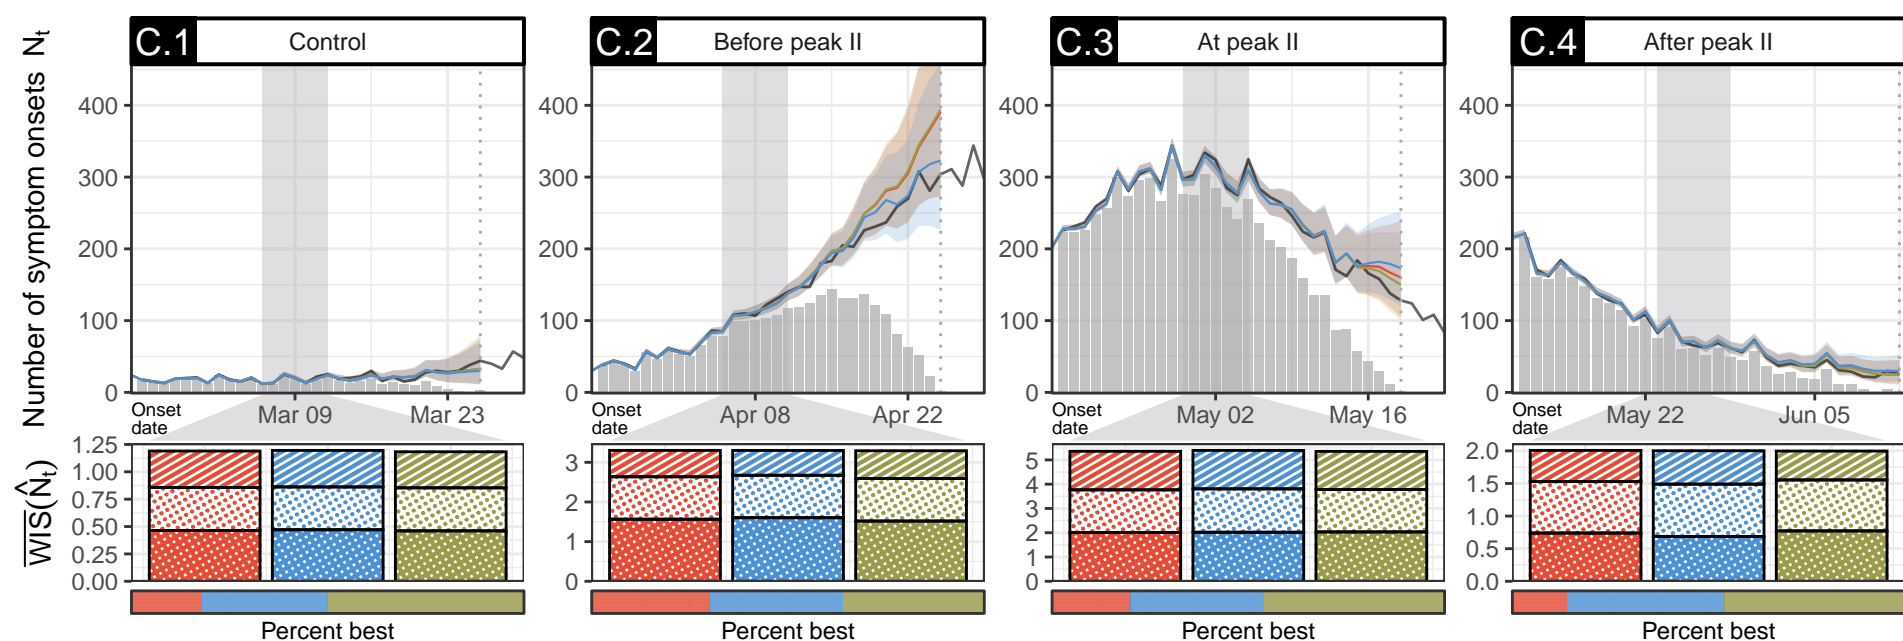 C.1 Control
C.2 Before peak II
C.3 At peak II
C.4 After peak II
Number of symptom onsets Nt
400
300
200
100
0
400
300
200
100
0
400
300
200
100
0
400
300
200
100
0
Onset date
Mar 09
Mar 23
Onset date
Apr 08
Apr 22
Onset date
May 02
May 16
Onset date
May 22
Jun 05
WIS(N̂t)
1.25
1.00
0.75
0.50
0.25
0.00
3
2
1
0
5
4
3
2
1
0
2.0
1.5
1.0
0.5
0.0
Percent best
Percent best
Percent best
Percent best